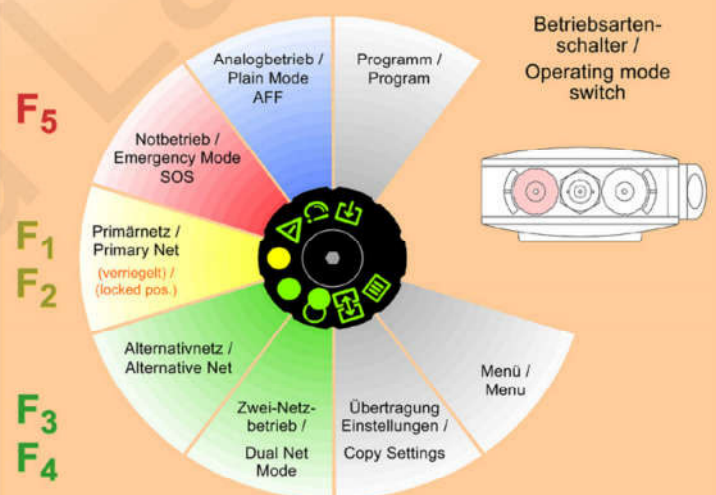 Betriebsarten-
schalter /
Operating mode
switch
Analogbetrieb /
Plain Mode
AFF
Programm /
Program
F5
Notbetrieb /
Emergency Mode
SOS
F1
F2
Primärnetz /
Primary Net
(verriegelt) /
(locked pos.)
Alternativnetz /
Alternative Net
F3
F4
Zwei-Netz-
betrieb /
Dual Net
Mode
Übertragung
Einstellungen /
Copy Settings
Menü /
Menu